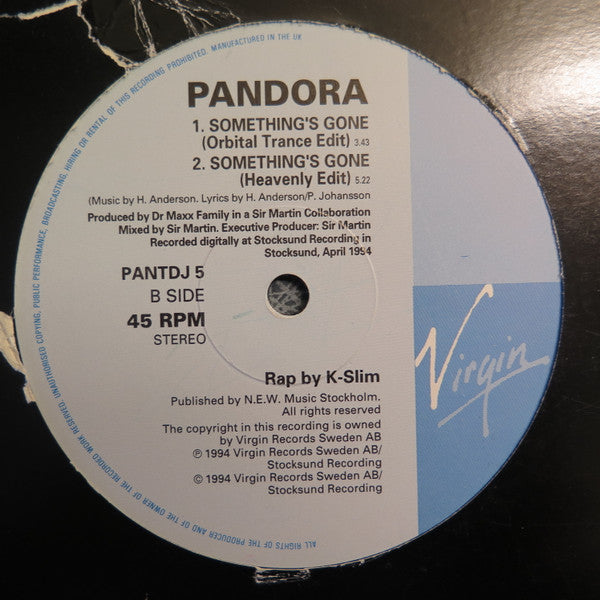 PANDORA
1. SOMETHING'S GONE
(Orbital Trance Edit) 3.43
2. SOMETHING'S GONE
(Heavenly Edit) 5.22
(Music by H. Anderson. Lyrics by H. Anderson/P. Johansson
Produced by Dr Maxx Family in a Sir Martin Collaboration
Mixed by Sir Martin. Executive Producer: Sir Martin
Recorded digitally at Stocksund Recording in
Stocksund, April 1994
PANTDJ 5
B SIDE
45 RPM
STEREO
Rap by K-Slim
Published by N.E.W. Music Stockholm.
All rights reserved
The copyright in this recording is owned
by Virgin Records Sweden AB
℗ 1994 Virgin Records Sweden AB/
Stocksund Recording
© 1994 Virgin Records Sweden AB/
Stocksund Recording
Virgin
ALL RIGHTS OF THE PRODUCER AND OF THE OWNER OF THE RECORDED WORK RESERVED. UNAUTHORISED COPYING, PUBLIC PERFORMANCE, BROADCASTING, HIRING OR RENTAL OF THIS RECORDING PROHIBITED. MANUFACTURED IN THE UK